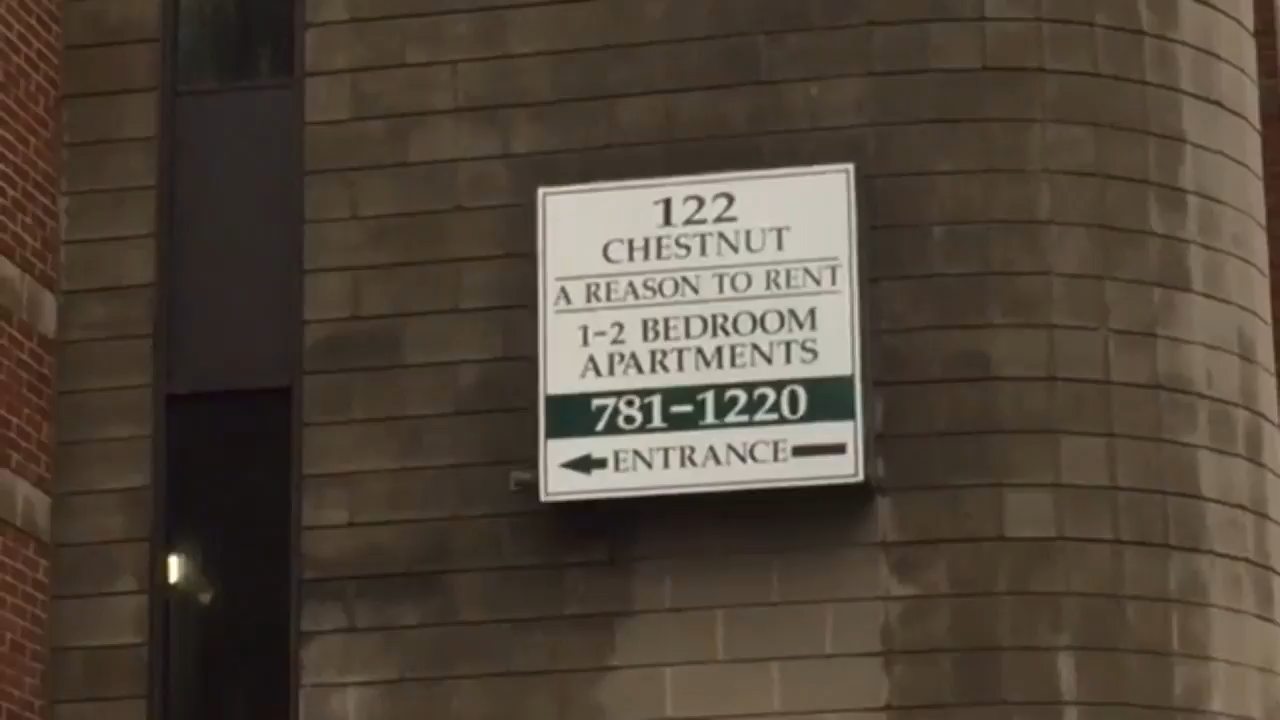 122
CHESTNUT
A REASON TO RENT
1-2 BEDROOM
APARTMENTS
781-1220
ENTRANCE